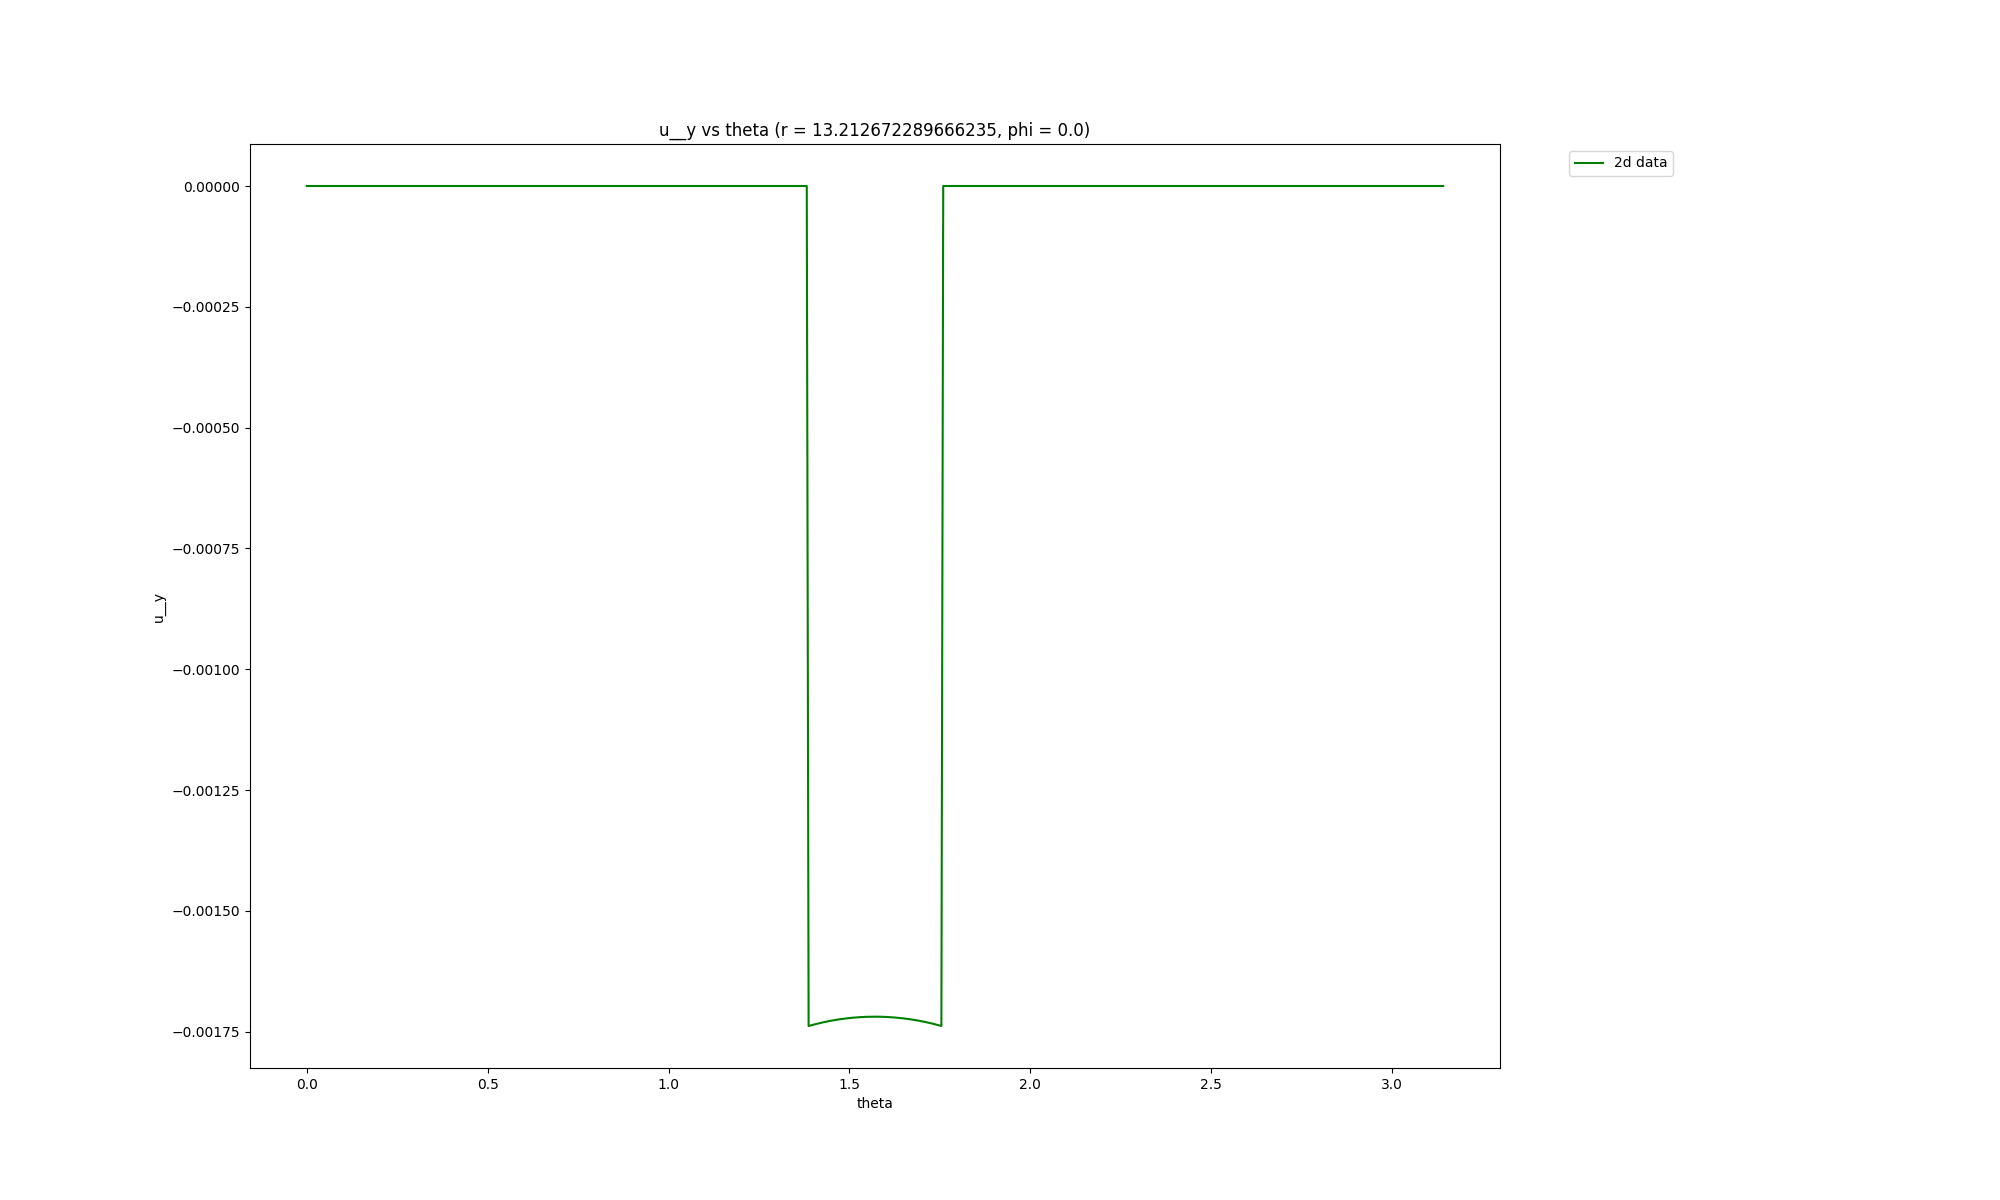 u__y vs theta (r = 13.212672289666235, phi = 0.0)
2d data
0.00000
−0.00025
−0.00050
−0.00075
−0.00100
−0.00125
−0.00150
−0.00175
u__y
0.0 0.5 1.0 1.5 2.0 2.5 3.0
theta